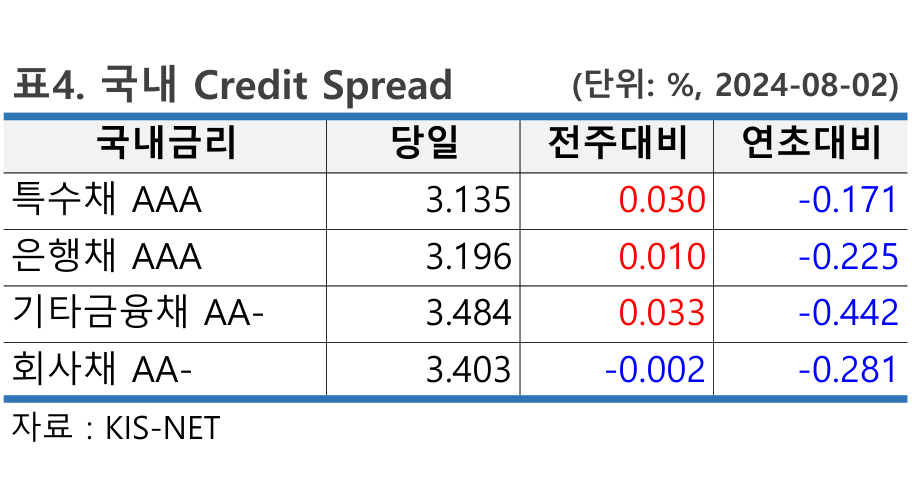 표4. 국내 Credit Spread (단위: %, 2024-08-02)
국내금리 당일 전주대비 연초대비
특수채 AAA 3.135 0.030 -0.171
은행채 AAA 3.196 0.010 -0.225
기타금융채 AA- 3.484 0.033 -0.442
회사채 AA- 3.403 -0.002 -0.281
자료 : KIS-NET